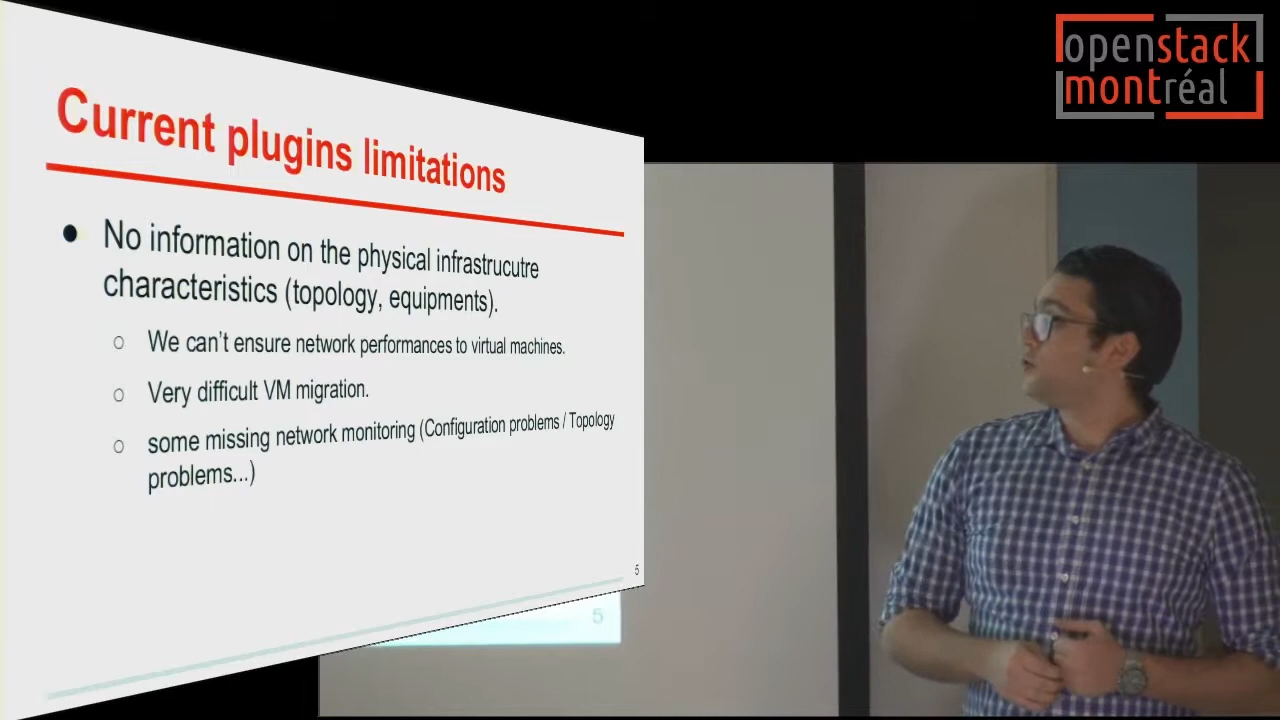 openstack
montréal
Current plugins limitations
No information on the physical infrastrucutre
characteristics (topology, equipments).
We can't ensure network performances to virtual machines.
Very difficult VM migration.
some missing network monitoring (Configuration problems / Topology
problems...)
5
5